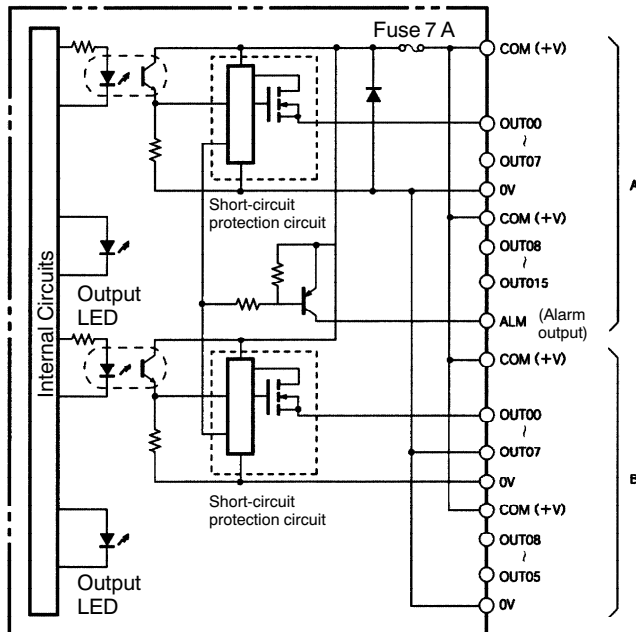 Fuse 7 A
COM (+V)
OUT00
~
OUT07
0V
A
Short-circuit
protection circuit
COM (+V)
OUT08
~
OUT015
Internal Circuits
Output
LED
ALM
(Alarm
output)
COM (+V)
OUT00
~
OUT07
0V
B
Short-circuit
protection circuit
COM (+V)
OUT08
~
OUT05
Output
LED
0V